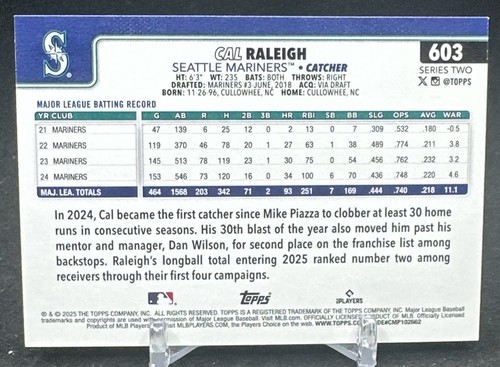 S
CAL RALEIGH
SEATTLE MARINERS™ • CATCHER
HT: 6'3" WT: 235 BATS: BOTH THROWS: RIGHT
DRAFTED: MARINERS #3-JUNE, 2018 ACQ: VIA DRAFT
BORN: 11-26-96, CULLOWHEE, NC HOME: CULLOWHEE, NC
603
SERIES TWO
@TOPPS
MAJOR LEAGUE BATTING RECORD
YR CLUB G AB R H 2B 3B HR RBI SB BB SLG OPS AVG WAR
21 MARINERS 47 139 6 25 12 0 2 13 0 7 .309 .532 .180 -0.5
22 MARINERS 119 370 46 78 20 1 27 63 1 38 .489 .774 .211 3.8
23 MARINERS 145 513 78 119 23 1 30 75 0 54 .456 .762 .232 3.2
24 MARINERS 153 546 73 120 16 0 34 100 6 70 .436 .748 .220 4.6
MAJ. LEA. TOTALS 464 1568 203 342 71 2 93 251 7 169 .444 .740 .218 11.1
In 2024, Cal became the first catcher since Mike Piazza to clobber at least 30 home
runs in consecutive seasons. His 30th blast of the year also moved him past his
mentor and manager, Dan Wilson, for second place on the franchise list among
backstops. Raleigh's longball total entering 2025 ranked number two among
receivers through their first four campaigns.
Topps
PLAYERS
® & © 2025 THE TOPPS COMPANY, INC. ALL RIGHTS RESERVED. TOPPS IS A REGISTERED TRADEMARK OF THE TOPPS COMPANY, INC. Major League Baseball
trademarks and copyrights are used with permission of Major League Baseball. Visit MLB.com. OFFICIALLY LICENSED PRODUCT OF MLB PLAYERS, INC. Officially Licensed
Product of MLB Players, Inc. Visit MLBPLAYERS.com, the Players Choice on the web. WWW.TOPPS.COM CODE#CMP102662